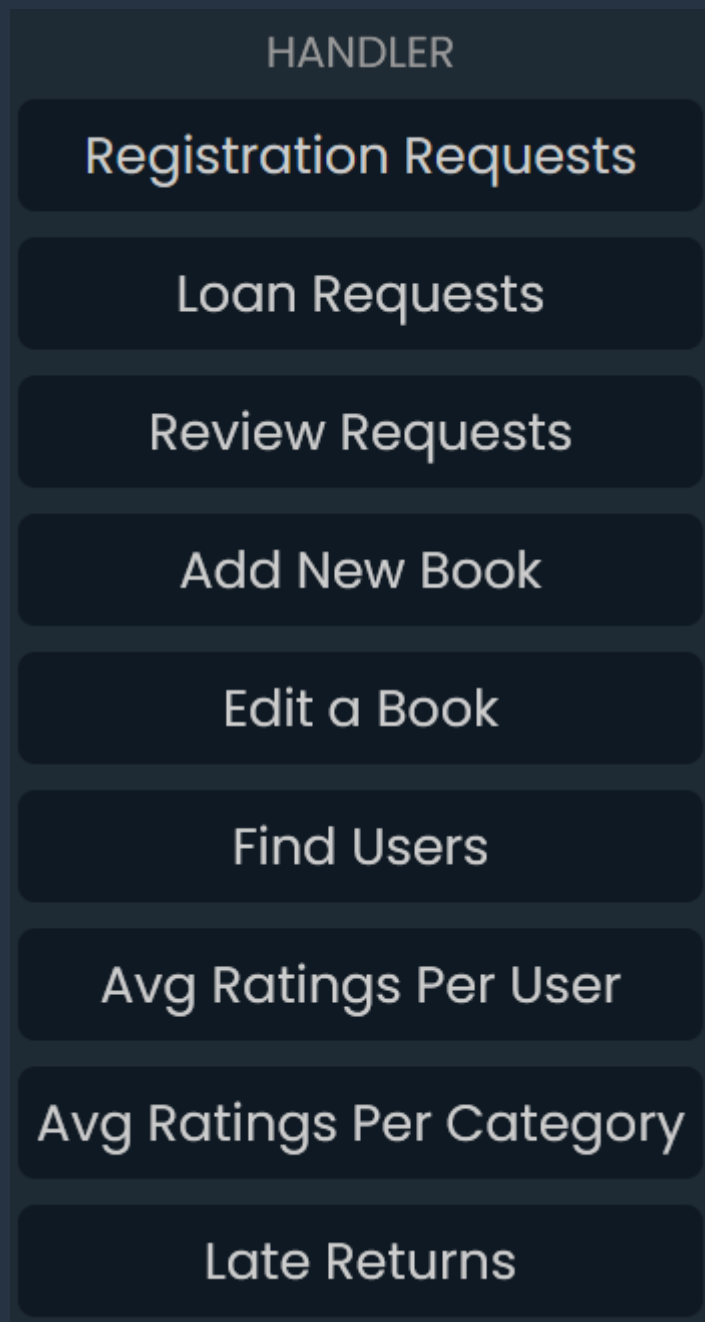 HANDLER
Registration Requests
Loan Requests
Review Requests
Add New Book
Edit a Book
Find Users
Avg Ratings Per User
Avg Ratings Per Category
Late Returns